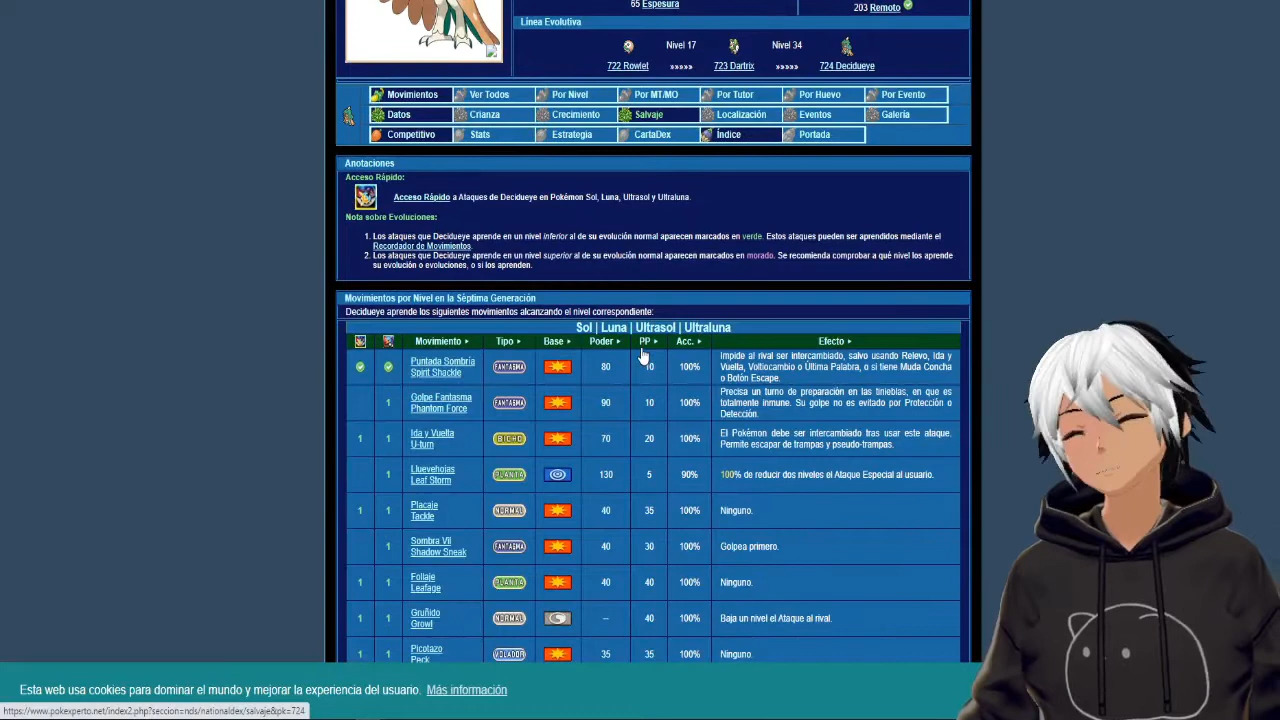 65 Espesura
203 Remoto
Línea Evolutiva
Nivel 17
Nivel 34
722 Rowlet
»»»»»
723 Dartrix
»»»»»
724 Decidueye
Movimientos Ver Todos Por Nivel Por MT/MO Por Tutor Por Huevo Por Evento
Datos Crianza Crecimiento Salvaje Localización Eventos Galería
Competitivo Stats Estrategia CartaDex Índice Portada
Anotaciones
Acceso Rápido:
Acceso Rápido a Ataques de Decidueye en Pokémon Sol, Luna, Ultrasol y Ultraluna.
Nota sobre Evoluciones:
1. Los ataques que Decidueye aprende en un nivel inferior al de su evolución normal aparecen marcados en verde. Estos ataques pueden ser aprendidos mediante el
Recordador de Movimientos.
2. Los ataques que Decidueye aprende en un nivel superior al de su evolución normal aparecen marcados en morado. Se recomienda comprobar a qué nivel los aprende
su evolución o evoluciones, o si los aprenden.
Movimientos por Nivel en la Séptima Generación
Decidueye aprende los siguientes movimientos alcanzando el nivel correspondiente:
Sol | Luna | Ultrasol | Ultraluna
Movimiento Tipo Base Poder PP Acc. Efecto
Puntada Sombría
Spirit Shackle
FANTASMA
80
10
100%
Impide al rival ser intercambiado, salvo usando Relevo, Ida y
Vuelta, Voltiocambio o Última Palabra, o si tiene Muda Concha
o Botón Escape.
1
Golpe Fantasma
Phantom Force
FANTASMA
90
10
100%
Precisa un turno de preparación en las tinieblas, en que es
totalmente inmune. Su golpe no es evitado por Protección o
Detección.
1
1
Ida y Vuelta
U-turn
BICHO
70
20
100%
El Pokémon debe ser intercambiado tras usar este ataque.
Permite escapar de trampas y pseudo-trampas.
1
Lluevehojas
Leaf Storm
PLANTA
130
5
90%
100% de reducir dos niveles el Ataque Especial al usuario.
1
1
Placaje
Tackle
NORMAL
40
35
100%
Ninguno.
1
Sombra Vil
Shadow Sneak
FANTASMA
40
30
100%
Golpea primero.
1
1
Follaje
Leafage
PLANTA
40
40
100%
Ninguno.
1
1
Gruñido
Growl
NORMAL
–
40
100%
Baja un nivel el Ataque al rival.
1
1
Picotazo
Peck
VOLADOR
35
35
100%
Ninguno.
Esta web usa cookies para dominar el mundo y mejorar la experiencia del usuario. Más información
https://www.pokexperto.net/index2.php?seccion=nds/nationaldex/salvaje&pk=724